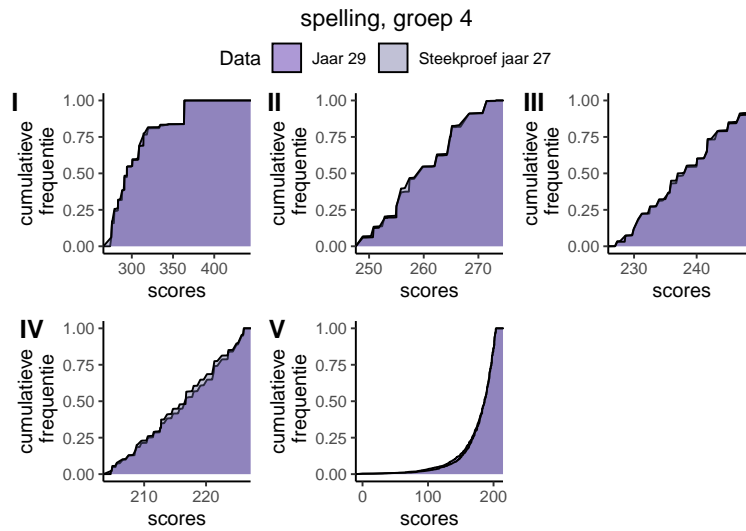 spelling, groep 4
Data Jaar 29 Steekproef jaar 27
I
1.00
0.75
0.50
0.25
0.00
cumulatieve
frequentie
300 350 400
scores
II
1.00
0.75
0.50
0.25
0.00
cumulatieve
frequentie
250 260 270
scores
III
1.00
0.75
0.50
0.25
0.00
cumulatieve
frequentie
230 240
scores
IV
1.00
0.75
0.50
0.25
0.00
cumulatieve
frequentie
210 220
scores
V
1.00
0.75
0.50
0.25
0.00
cumulatieve
frequentie
0 100 200
scores